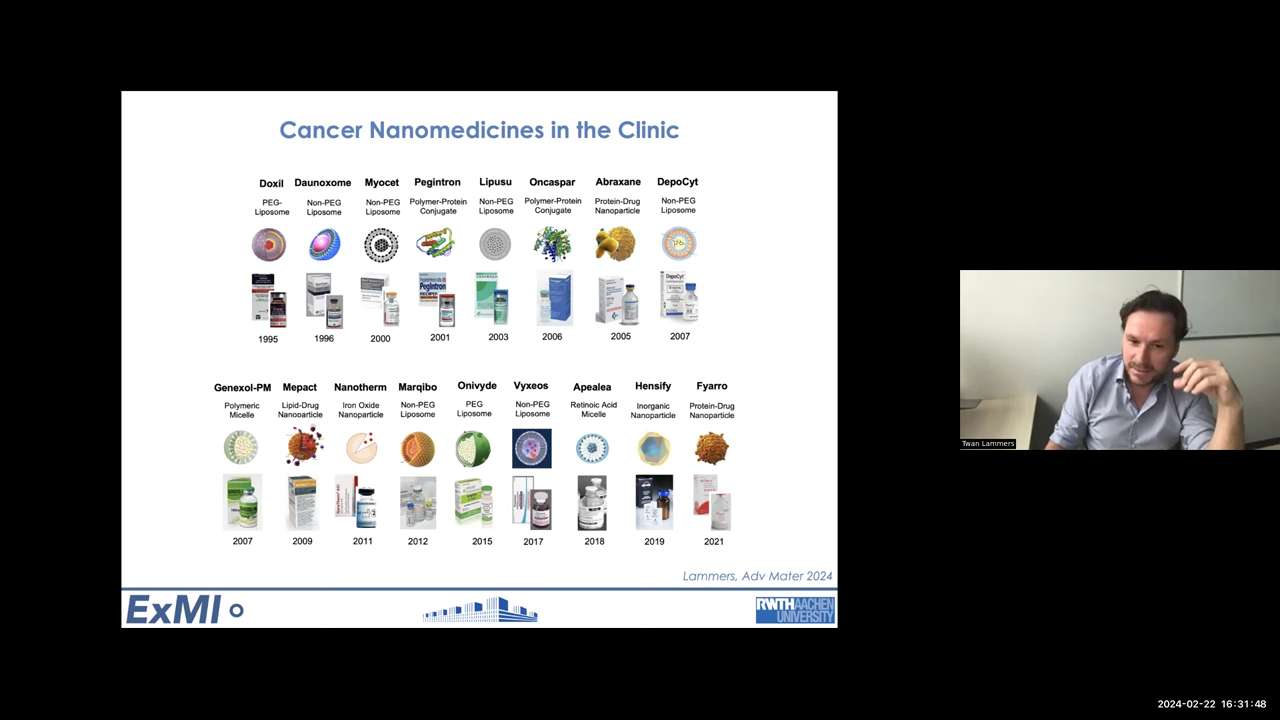 Cancer Nanomedicines in the Clinic
Doxil Daunoxome Myocet Pegintron Lipusu Oncaspar Abraxane DepoCyt
PEG- Non-PEG Non-PEG Polymer-Protein Non-PEG Polymer-Protein Protein-Drug Non-PEG
Liposome Liposome Liposome Conjugate Liposome Conjugate Nanoparticle Liposome
PegIntron
DepoCyt
1995 1996 2000 2001 2003 2006 2005 2007
Genexol-PM Mepact Nanotherm Marqibo Onivyde Vyxeos Apealea Hensify Fyarro
Polymeric Lipid-Drug Iron Oxide Non-PEG PEG Non-PEG Retinoic Acid Inorganic Protein-Drug
Micelle Nanoparticle Nanoparticle Liposome Liposome Liposome Micelle Nanoparticle Nanoparticle
2007 2009 2011 2012 2015 2017 2018 2019 2021
Lammers, Adv Mater 2024
ExMI
RWTH AACHEN
UNIVERSITY
Twan Lammers
2024-02-22 16:31:48